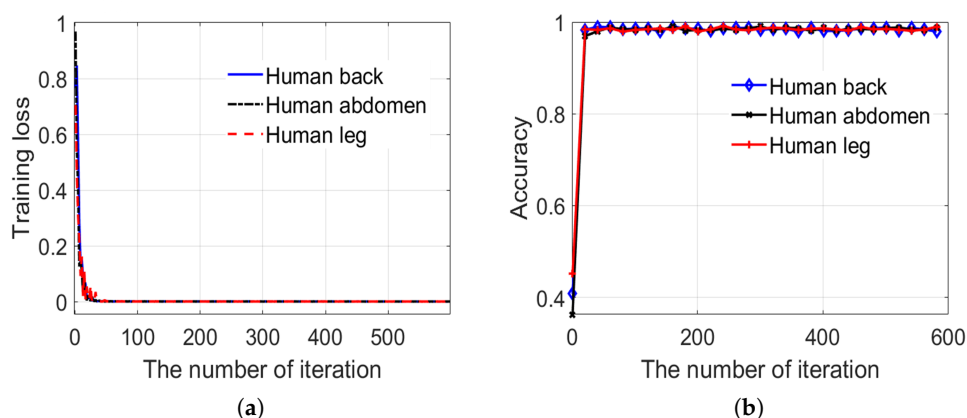 Training loss
1
0.8
0.6
0.4
0.2
0
Human back
Human abdomen
Human leg
0 100 200 300 400 500
The number of iteration
(a)
Accuracy
1
0.8
0.6
0.4
Human back
Human abdomen
Human leg
0 200 400 600
The number of iteration
(b)